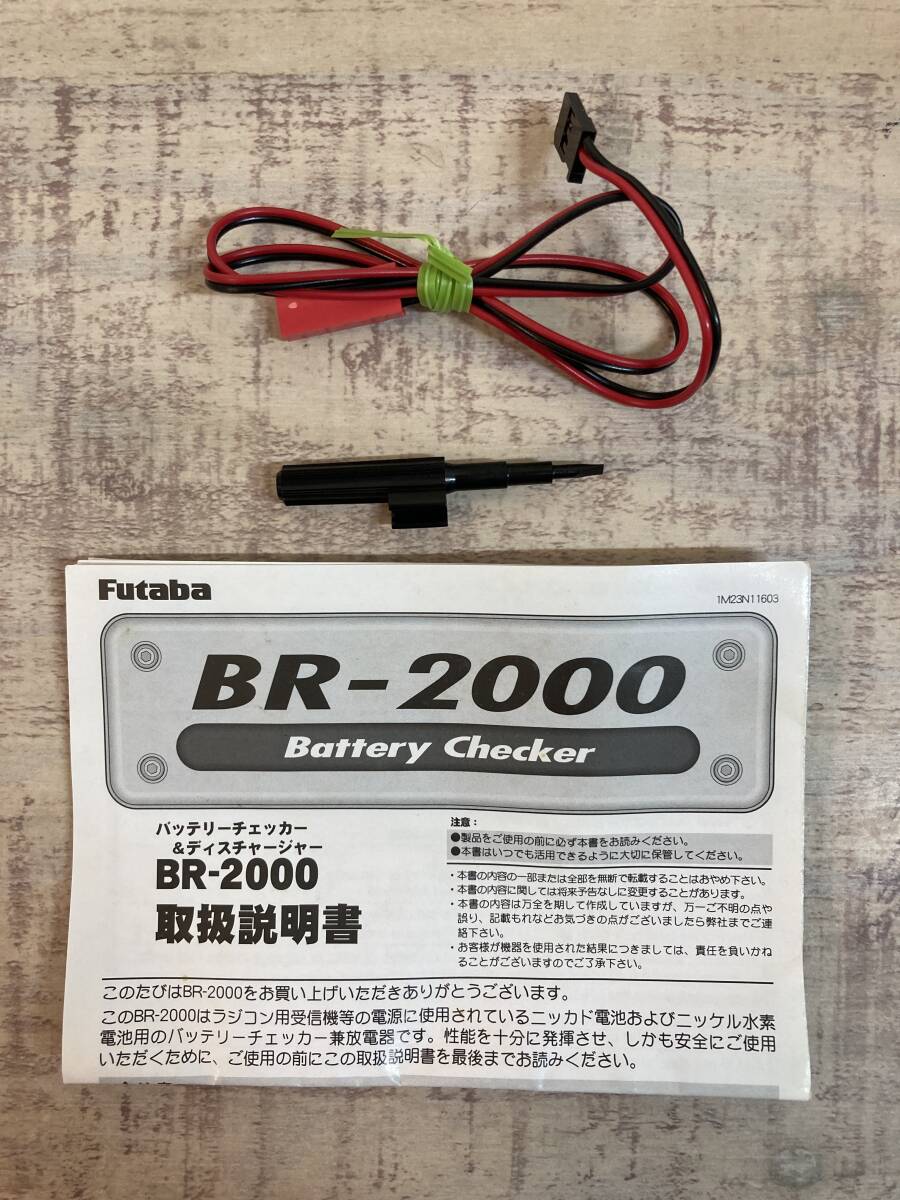 Futaba
1M23N11603
BR-2000
Battery Checker
バッテリーチェッカー
&ディスチャージャー
BR-2000
取扱説明書
注意：
●製品をご使用の前に必ず本書をお読みください。
●本書はいつでも活用できるように大切に保管してください。
・本書の内容の一部または全部を無断で転載することはおやめ下さい。
・本書の内容に関しては将来予告なしに変更することがあります。
・本書の内容は万全を期して作成していますが、万一ご不明の点や
誤り、記載もれなどお気づきの点がございましたら弊社までご連
絡下さい。
・お客様が機器を使用された結果につきましては、責任を負いかね
ることがございますのでご了承下さい。
このたびはBR-2000をお買い上げいただきありがとうございます。
このBR-2000はラジコン用受信機等の電源に使用されているニッカド電池およびニッケル水素
電池用のバッテリーチェッカー兼放電器です。性能を十分に発揮させ、しかも安全にご使用
いただくために、ご使用の前にこの取扱説明書を最後までお読みください。